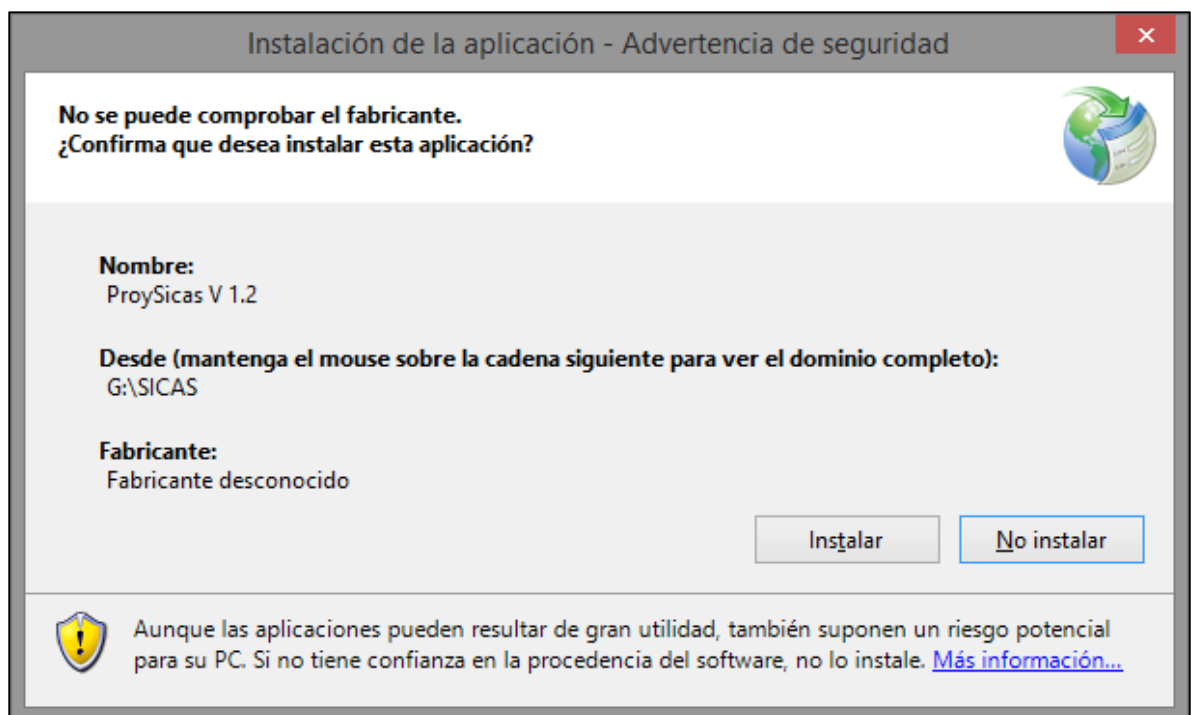 Instalación de la aplicación - Advertencia de seguridad
No se puede comprobar el fabricante.
¿Confirma que desea instalar esta aplicación?
Nombre:
ProySicas V 1.2
Desde (mantenga el mouse sobre la cadena siguiente para ver el dominio completo):
G:\SICAS
Fabricante:
Fabricante desconocido
Instalar
No instalar
Aunque las aplicaciones pueden resultar de gran utilidad, también suponen un riesgo potencial
para su PC. Si no tiene confianza en la procedencia del software, no lo instale. Más información...